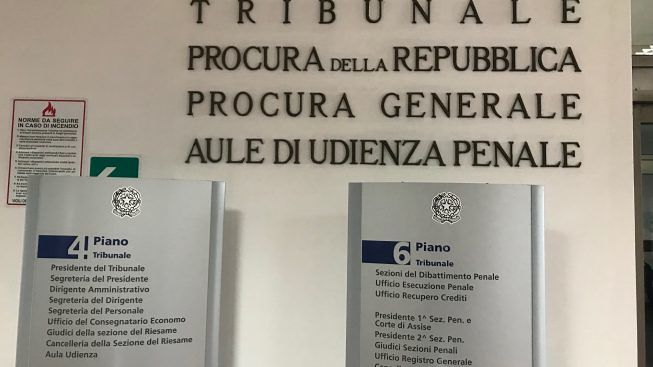 TRIBUNALE
PROCURA DELLA REPUBBLICA
PROCURA GENERALE
AULE DI UDIENZA PENALE
NORME DA SEGUIRE
IN CASO DI INCENDIO
4 Piano
Tribunale
Presidente del Tribunale
Segreteria del Presidente
Dirigente Amministrativo
Segreteria del Dirigente
Segreteria del Personale
Ufficio del Consegnatario Economo
Giudici della sezione del Riesame
Cancelleria della Sezione del Riesame
Aula Udienza
6 Piano
Tribunale
Sezioni del Dibattimento Penale
Ufficio Esecuzione Penale
Ufficio Recupero Crediti
Presidente 1^ Sez. Pen. e
Corte di Assise
Presidente 2^ Sez. Pen.
Giudici Sezioni Penali
Ufficio Registro Generale